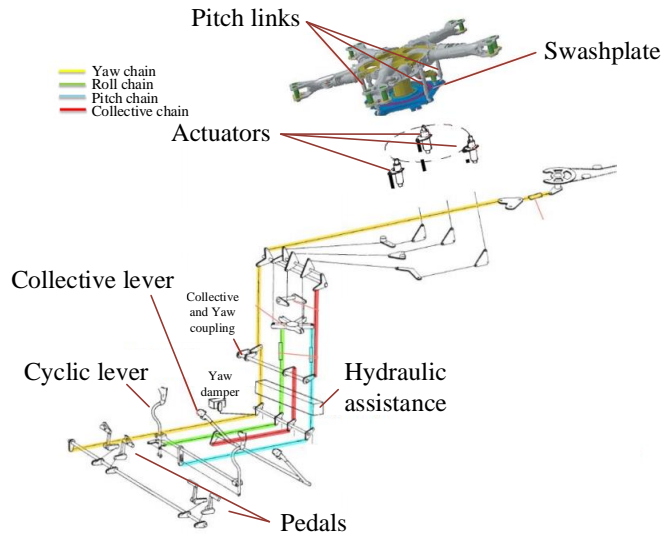 Pitch links
Swashplate
Yaw chain
Roll chain
Pitch chain
Collective chain
Actuators
Collective lever
Collective
and Yaw
coupling
Cyclic lever
Yaw
damper
Hydraulic
assistance
Pedals